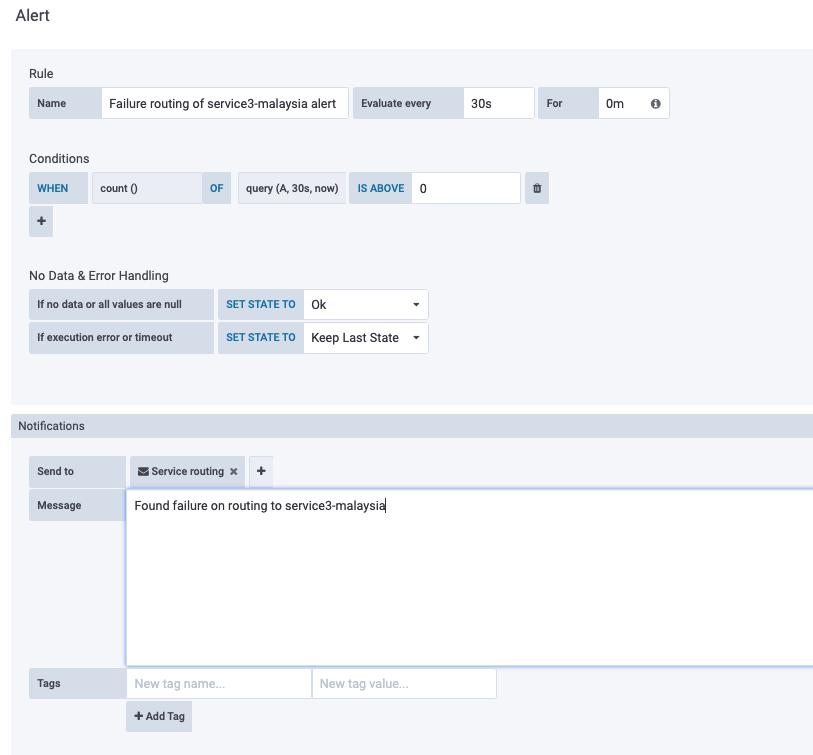 Alert
Rule
Name Failure routing of service3-malaysia alert Evaluate every 30s For 0m
Conditions
WHEN count () OF query (A, 30s, now) IS ABOVE 0
+
No Data & Error Handling
If no data or all values are null SET STATE TO Ok
If execution error or timeout SET STATE TO Keep Last State
Notifications
Send to Service routing × +
Message Found failure on routing to service3-malaysia
Tags New tag name... New tag value...
+ Add Tag